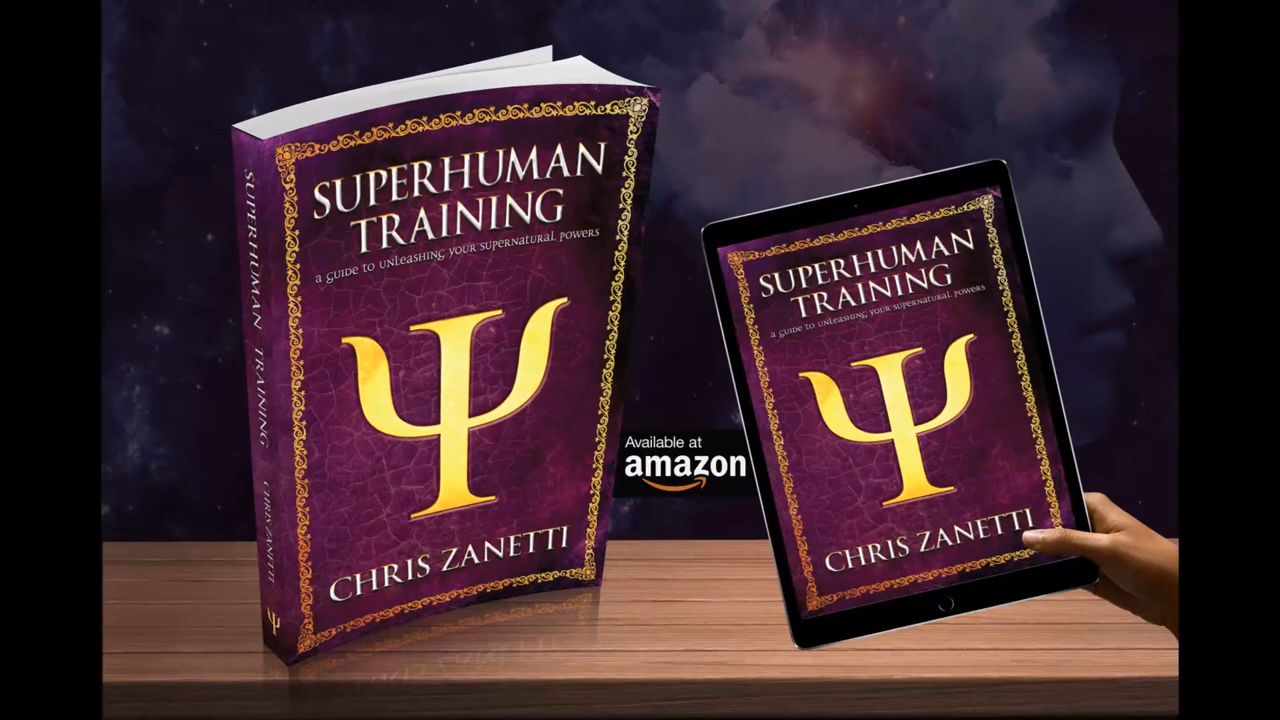 SUPERHUMAN
TRAINING
a guide to unleashing your supernatural powers
Ψ
CHRIS ZANETTI
SUPERHUMAN TRAINING CHRIS ZANETTI Ψ
Available at
amazon
SUPERHUMAN
TRAINING
a guide to unleashing your supernatural powers
Ψ
CHRIS ZANETTI